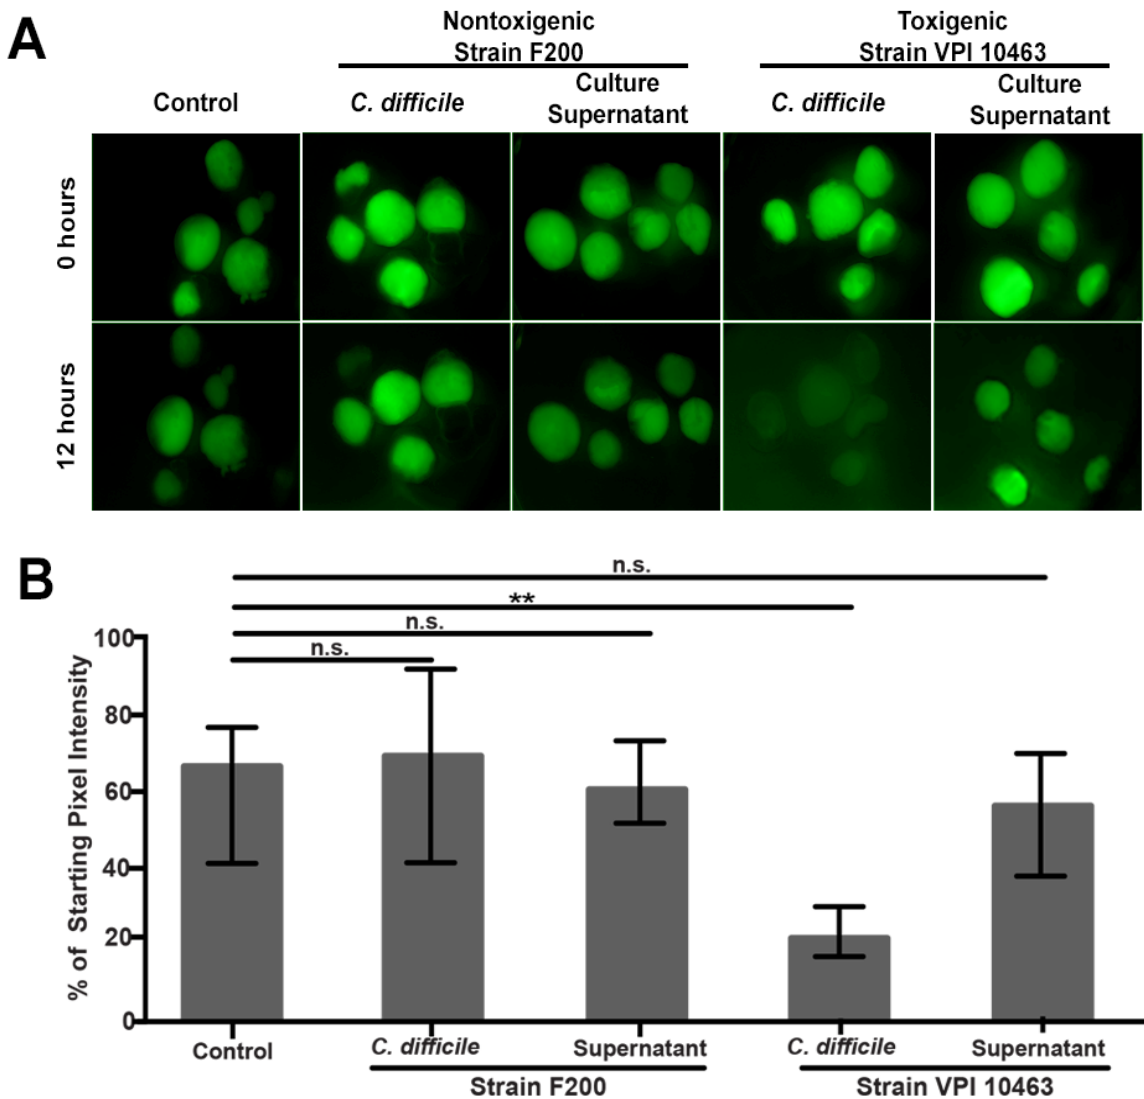 A
Nontoxigenic
Strain F200
Toxigenic
Strain VPI 10463
Control
C. difficile
Culture
Supernatant
C. difficile
Culture
Supernatant
0 hours
12 hours
B
n.s.
**
n.s.
n.s.
% of Starting Pixel Intensity
100
80
60
40
20
0
Control
C. difficile
Supernatant
C. difficile
Supernatant
Strain F200
Strain VPI 10463